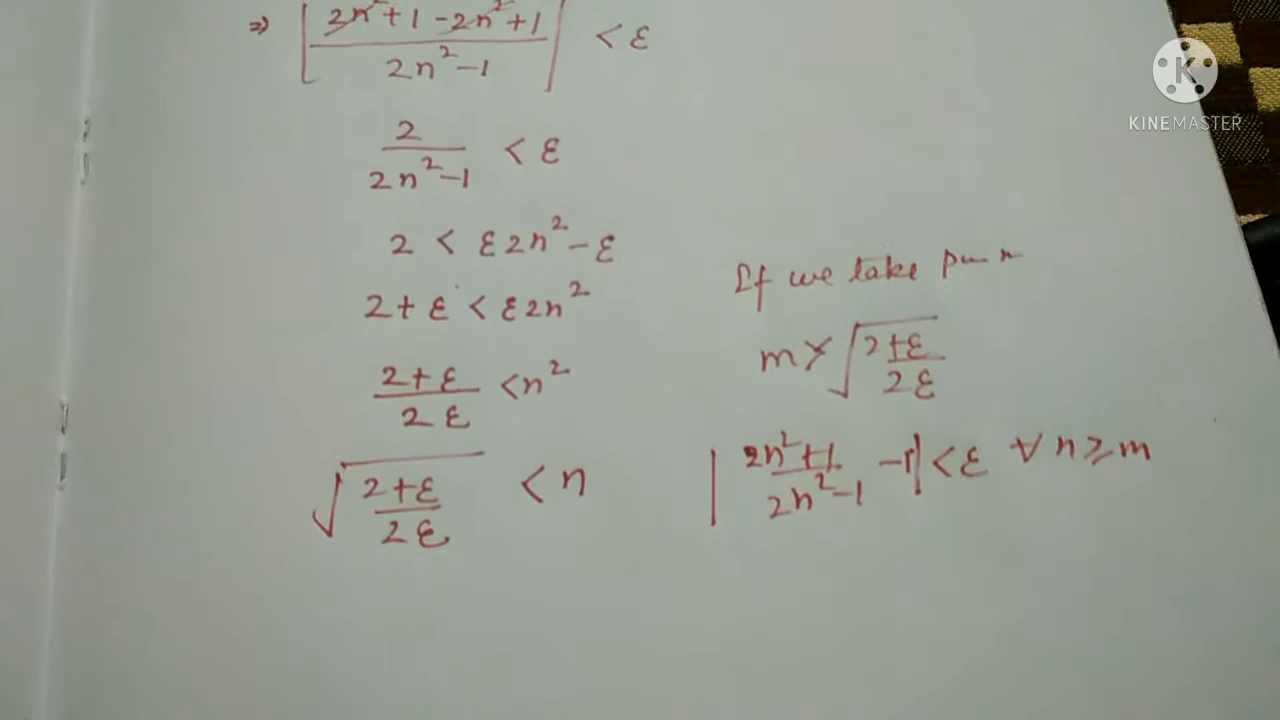 ⇒ | 2n²+1 -2n²+1 / 2n²-1 | < ε
2 / 2n²-1 < ε
2 < ε2n² - ε
2+ε < ε2n²
2+ε / 2ε < n²
√(2+ε / 2ε) < n
If we take
m > √(2+ε / 2ε)
| 2n²+1 / 2n²-1 -1 | < ε ∀ n ≥ m
KINEMASTER